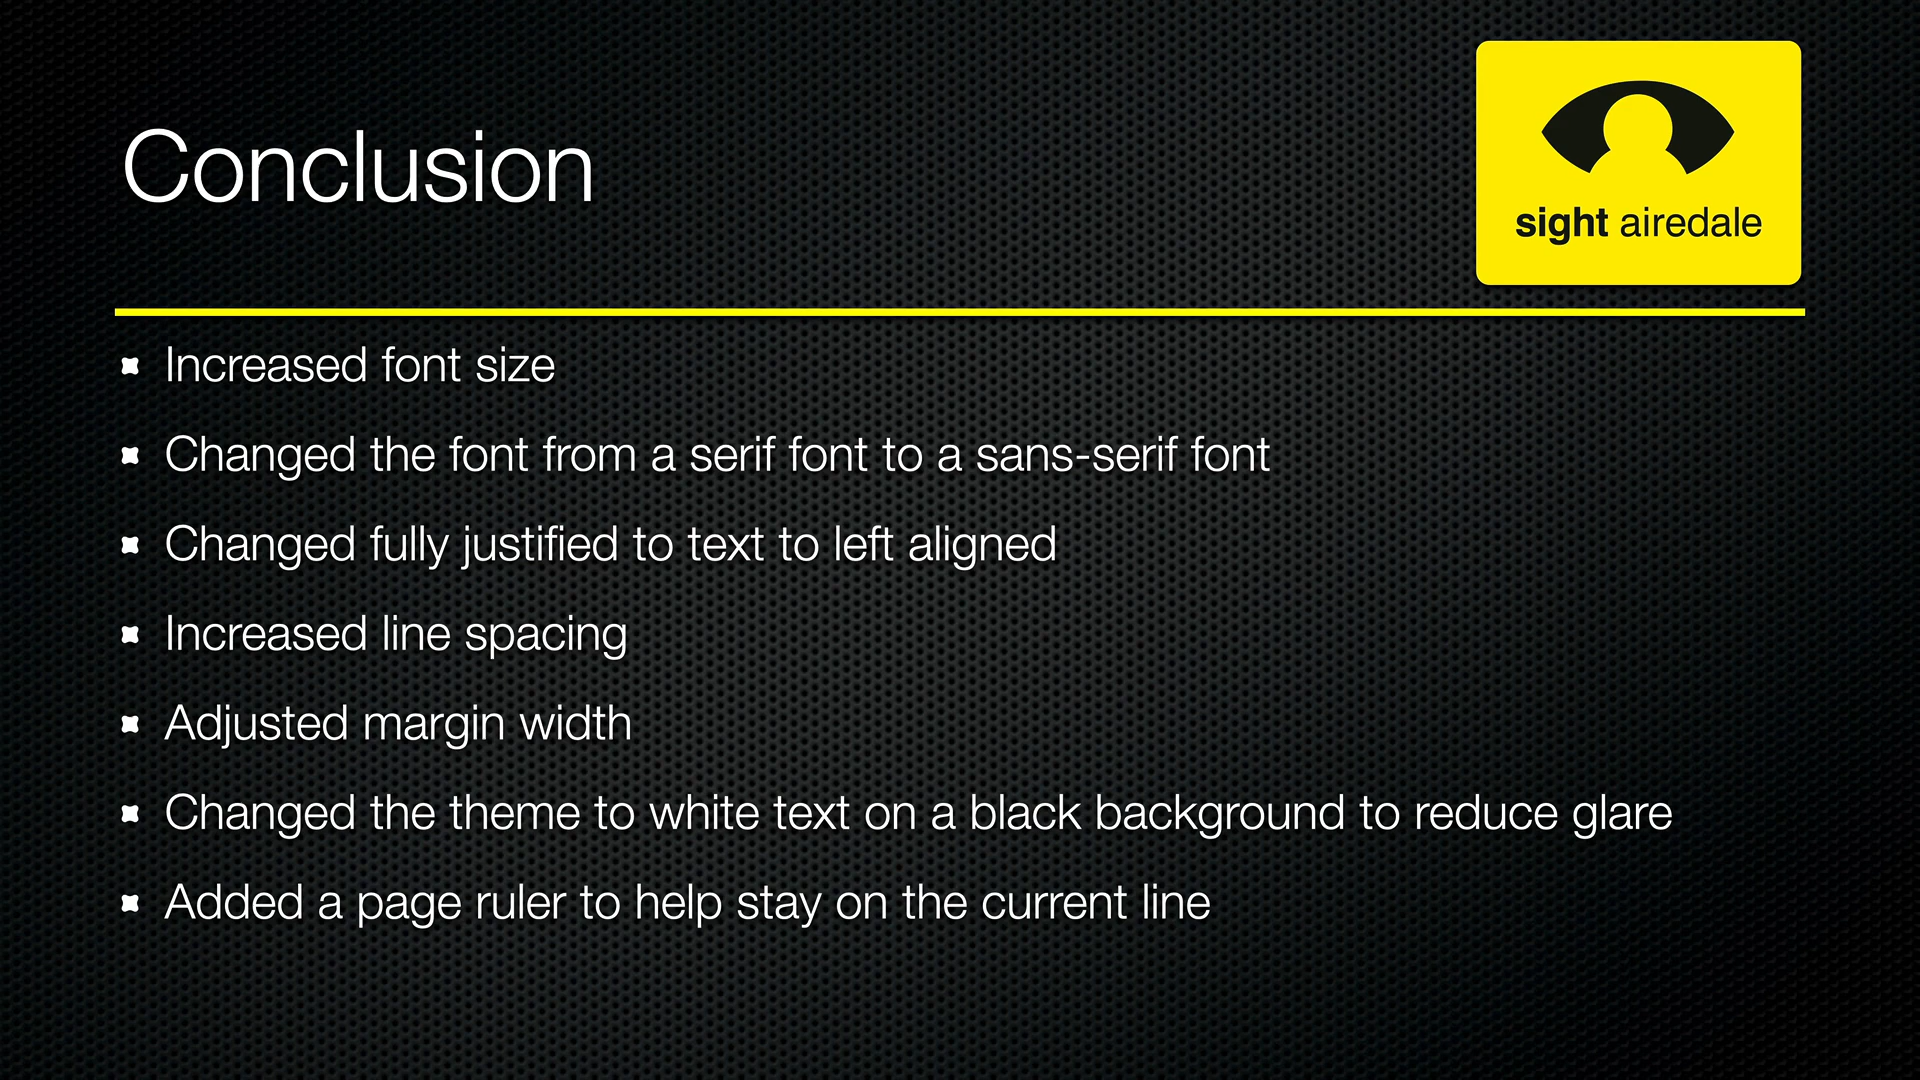 Conclusion
sight airedale
Increased font size
Changed the font from a serif font to a sans-serif font
Changed fully justified to text to left aligned
Increased line spacing
Adjusted margin width
Changed the theme to white text on a black background to reduce glare
Added a page ruler to help stay on the current line